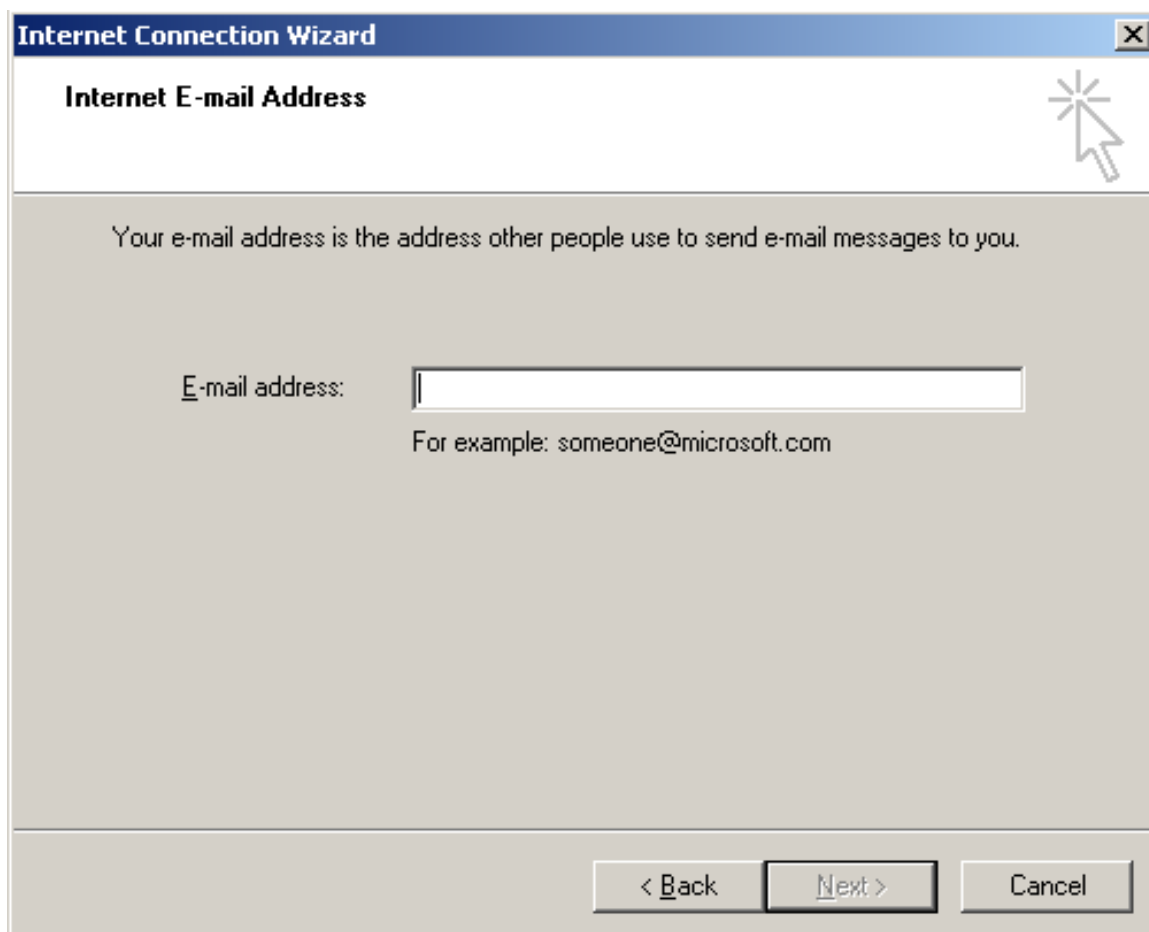 Internet Connection Wizard
Internet E-mail Address
Your e-mail address is the address other people use to send e-mail messages to you.
E-mail address:
For example: someone@microsoft.com
< Back Next > Cancel